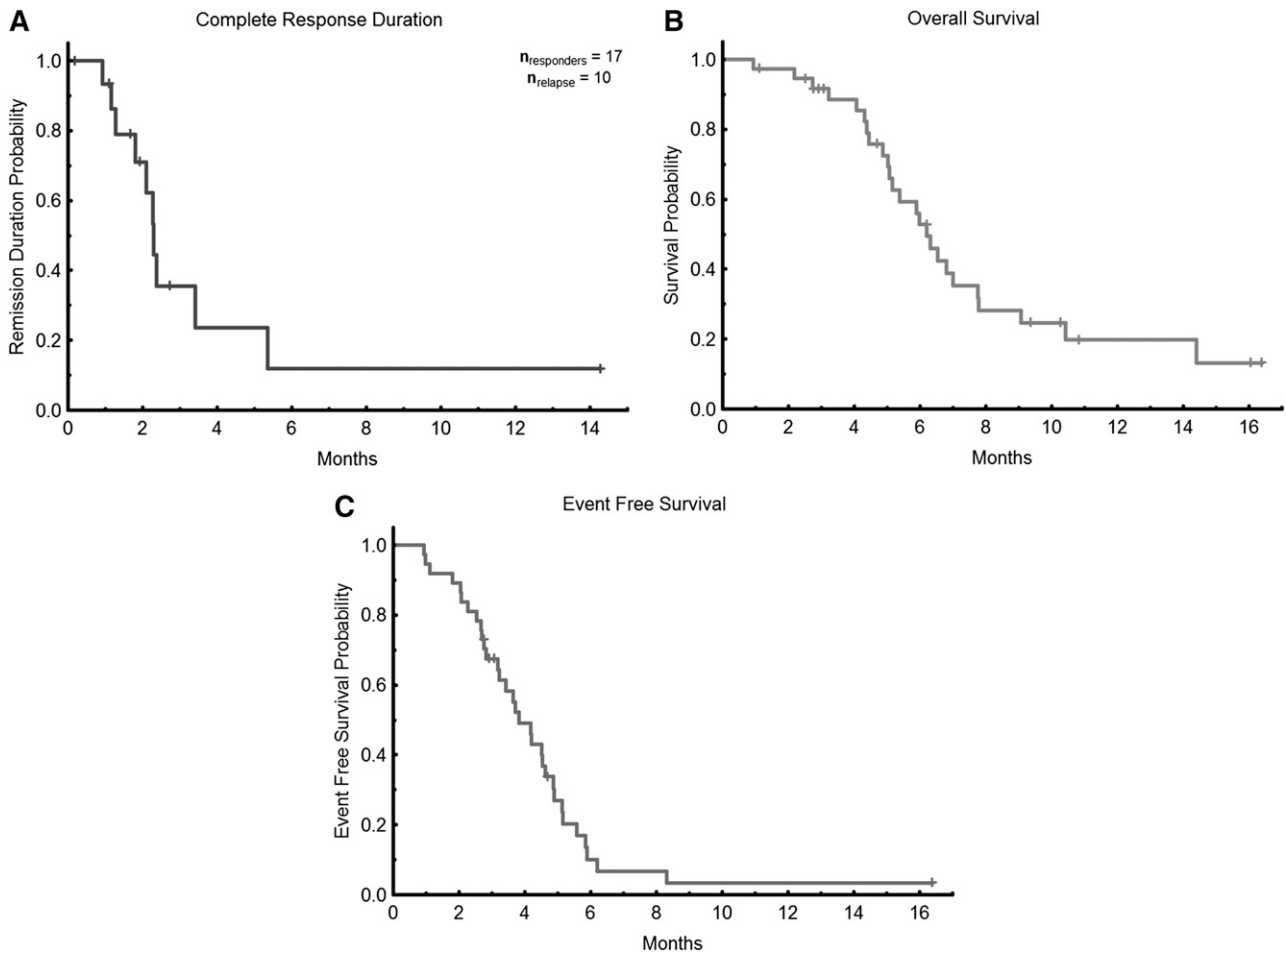 A
Complete Response Duration
n responders = 17
n relapse = 10
Remission Duration Probability
1.0
0.8
0.6
0.4
0.2
0.0
0 2 4 6 8 10 12 14
Months
B
Overall Survival
Survival Probability
1.0
0.8
0.6
0.4
0.2
0.0
0 2 4 6 8 10 12 14 16
Months
C
Event Free Survival
Event Free Survival Probability
1.0
0.8
0.6
0.4
0.2
0.0
0 2 4 6 8 10 12 14 16
Months